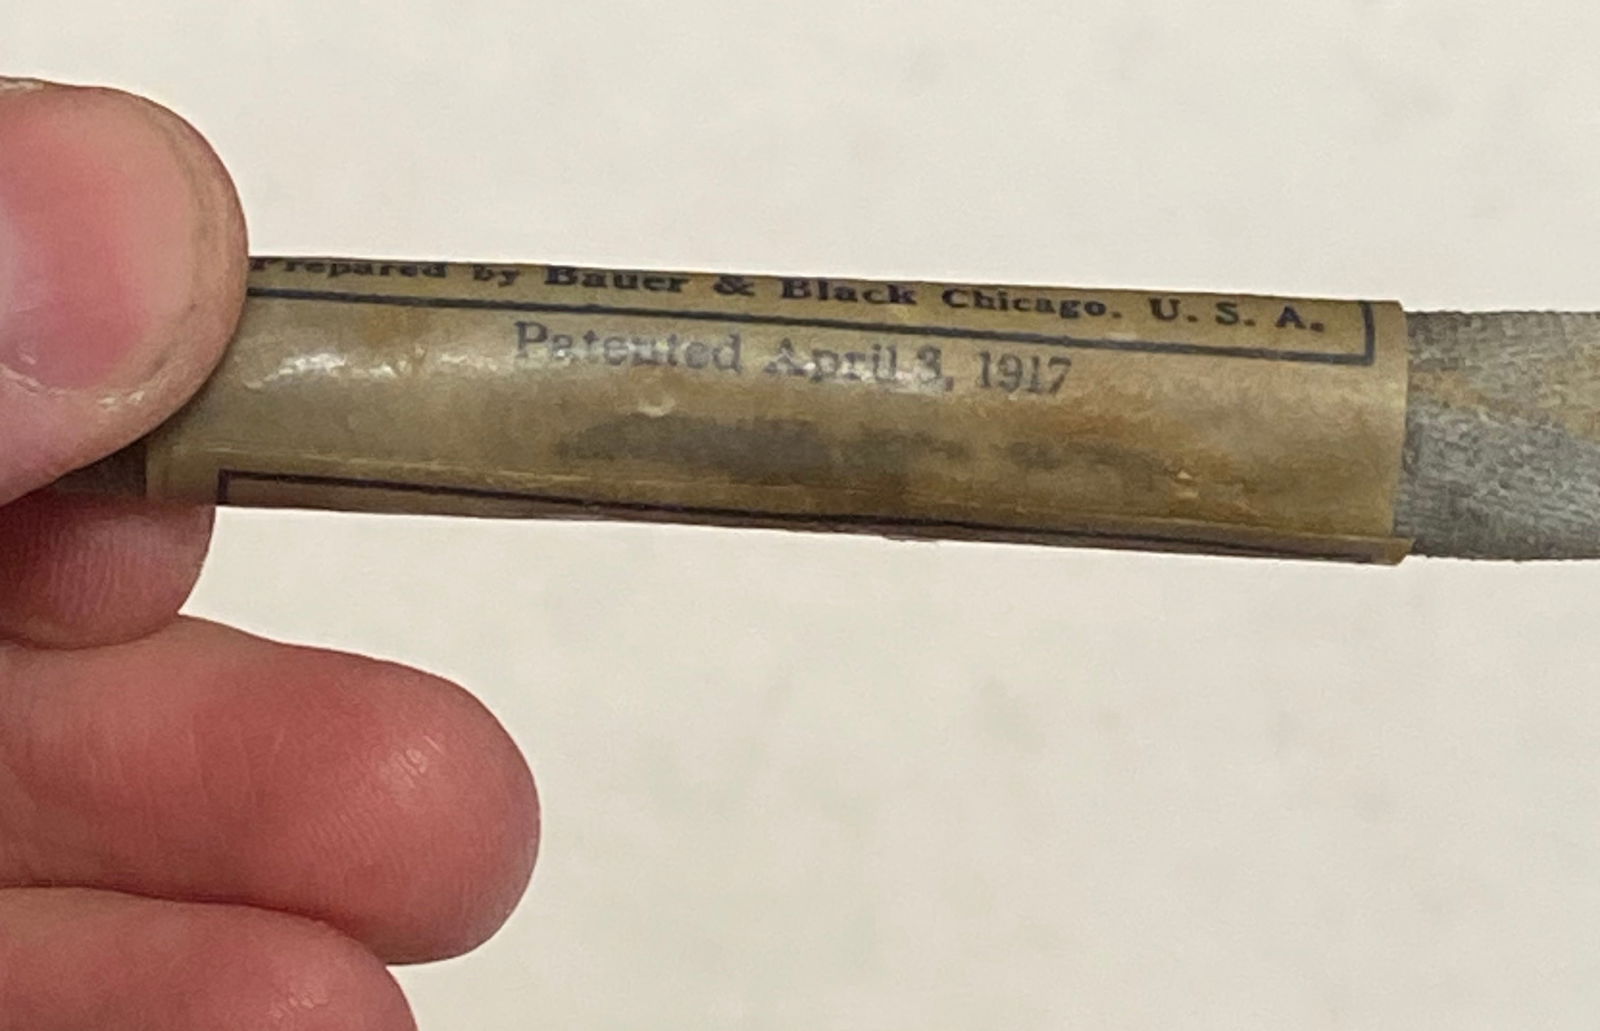 Prepared by Bauer & Black Chicago. U. S. A.
Patented April 3, 1917